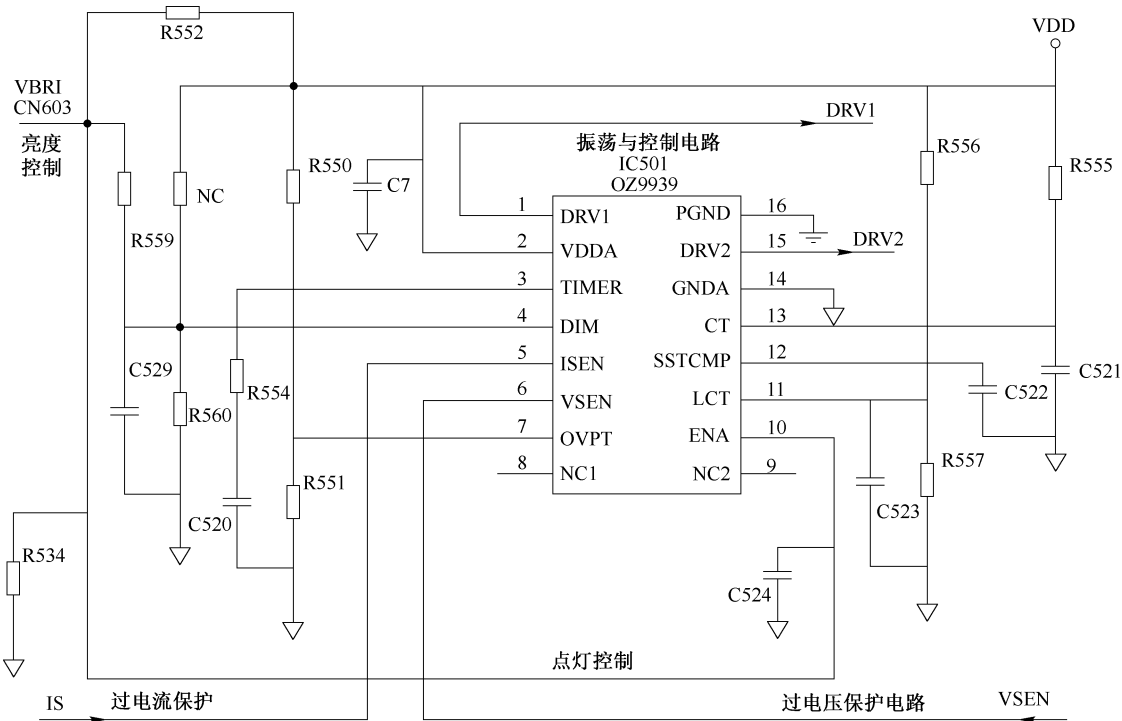 R552
VDD
VBRI
CN603
亮度
控制
DRV1
振荡与控制电路
IC501
OZ9939
R550
C7
NC
R559
R556
R555
1
DRV1
PGND
16
2
VDDA
DRV2
15
DRV2
3
TIMER
GNDA
14
4
DIM
CT
13
5
ISEN
SSTCMP
12
6
VSEN
LCT
11
7
OVPT
ENA
10
8
NC1
NC2
9
C529
R560
R554
C521
C522
R551
R557
C520
C523
R534
C524
点灯控制
IS
过电流保护
过电压保护电路
VSEN